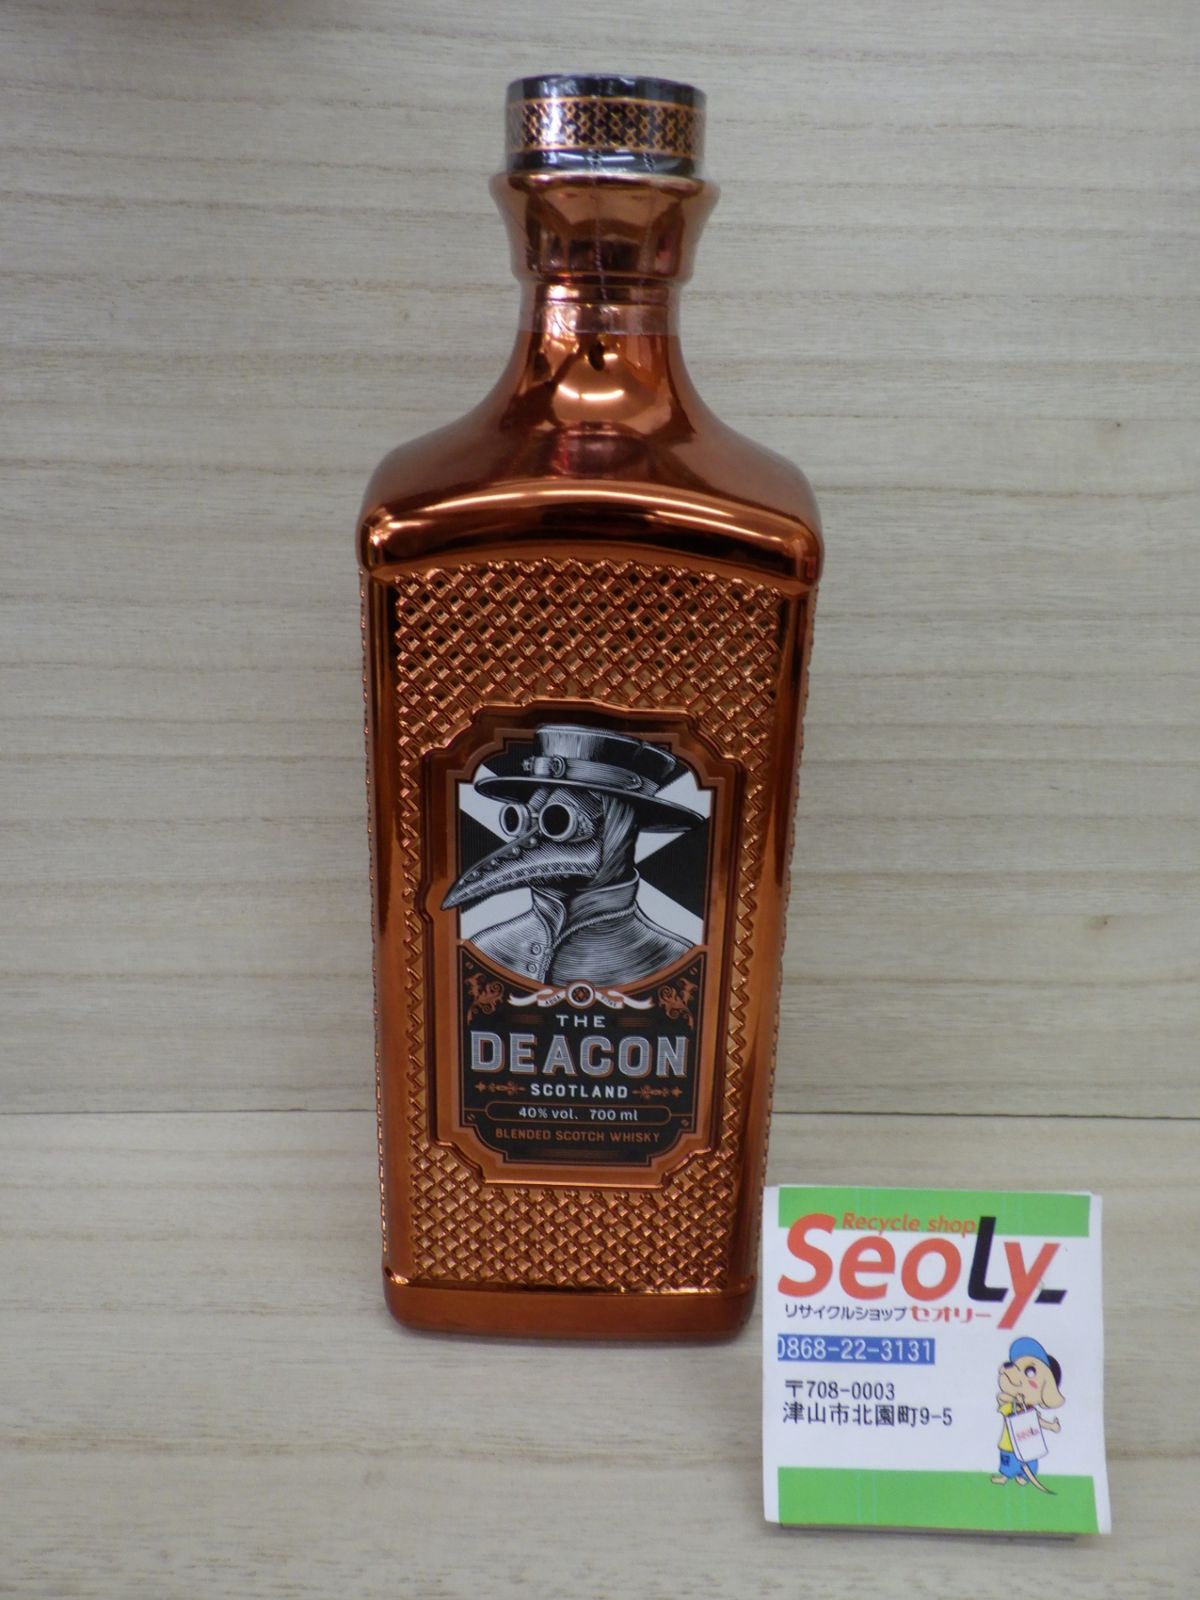 THE
DEACON
SCOTLAND
40% vol. 700 ml
BLENDED SCOTCH WHISKY
Recycle shop
Seoly
リサイクルショップ セオリー
0868-22-3131
〒708-0003
津山市北園町9-5